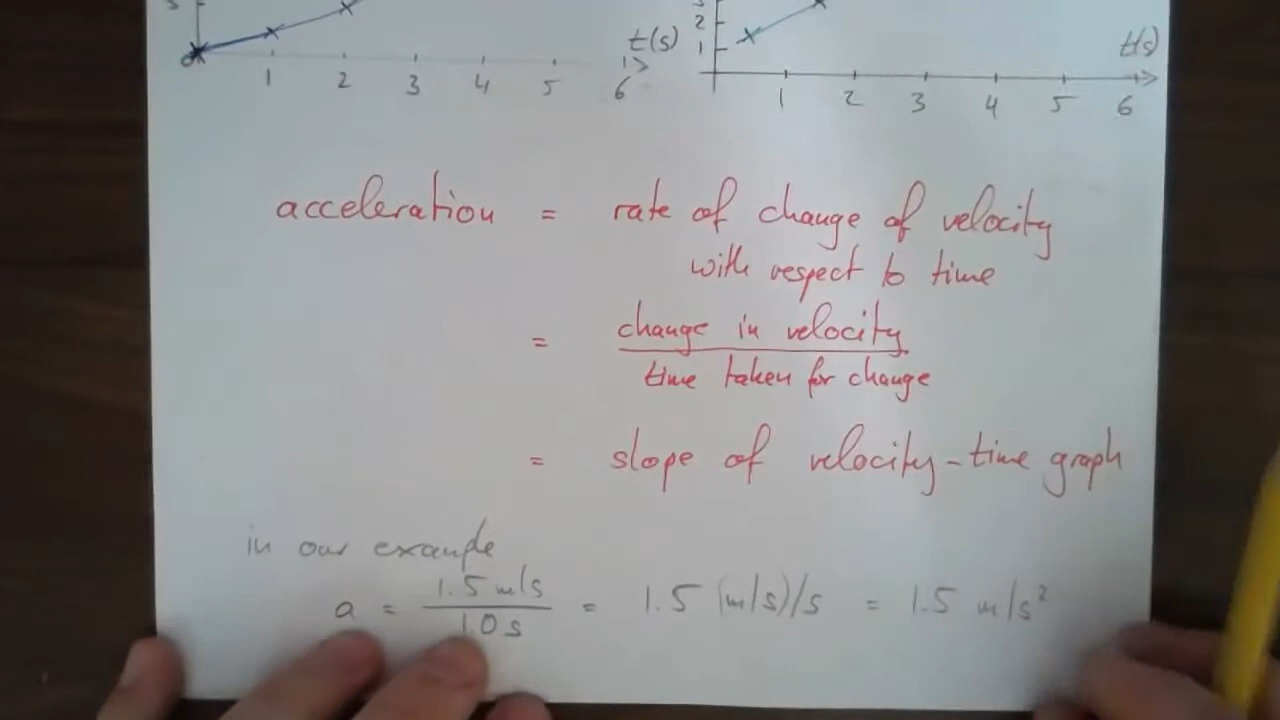 t(s)
0 1 2 3 4 5 6
2
1
t(s)
1 2 3 4 5 6
acceleration = rate of change of velocity
with respect to time
= change in velocity
time taken for change
= slope of velocity-time graph
in our example
a = 1.5 m/s / 1.0 s = 1.5 (m/s)/s = 1.5 m/s²